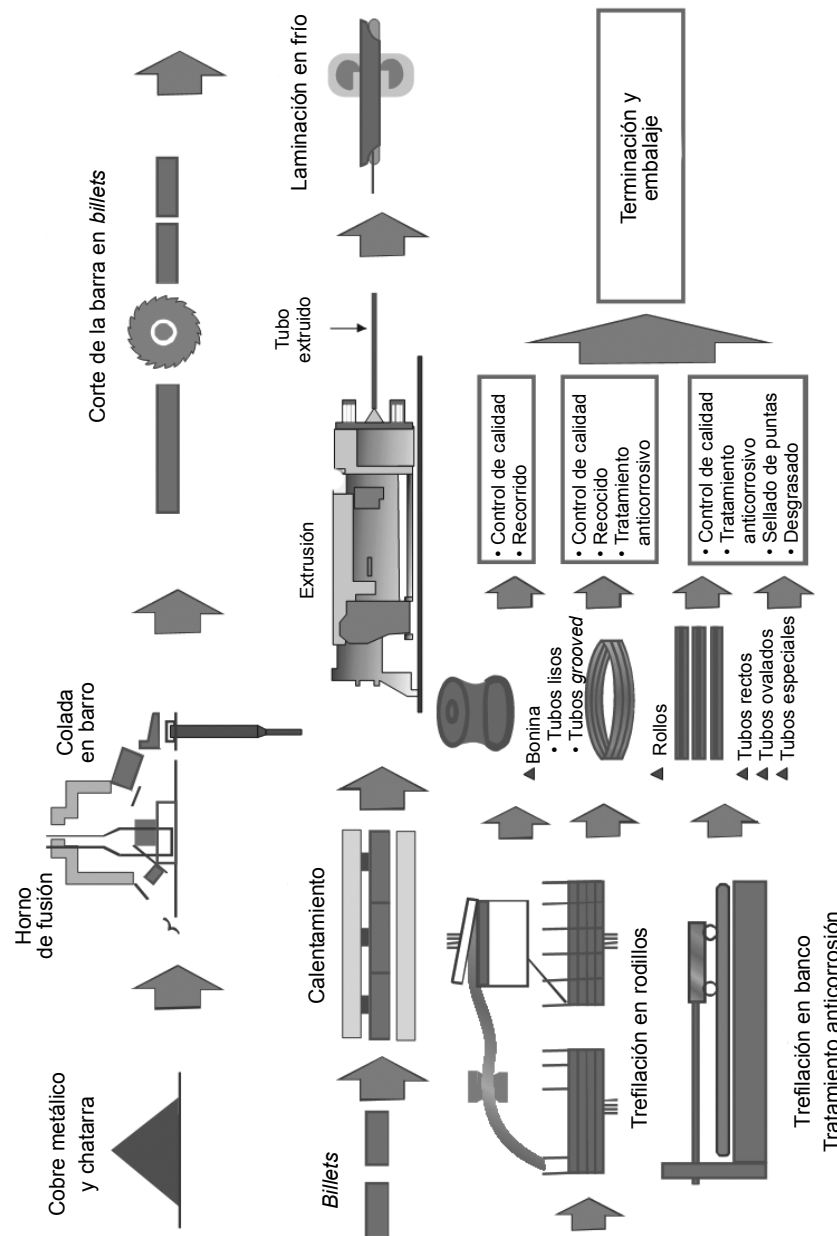 Cobre metálico
y chatarra
Horno
de fusión
Colada
en barro
Corte de la barra en billets
Billets
Calentamiento
Extrusión
Tubo
extruido
Laminación en frío
Trefilación en rodillos
Trefilación en banco
Tratamiento anticorrosión
▲ Bonina
• Tubos lisos
• Tubos grooved
▲ Rollos
▲ Tubos rectos
▲ Tubos ovalados
▲ Tubos especiales
• Control de calidad
• Recorrido
• Control de calidad
• Recocido
• Tratamiento
anticorrosivo
• Control de calidad
• Tratamiento
anticorrosivo
• Sellado de puntas
• Desgrasado
Terminación y
embalaje